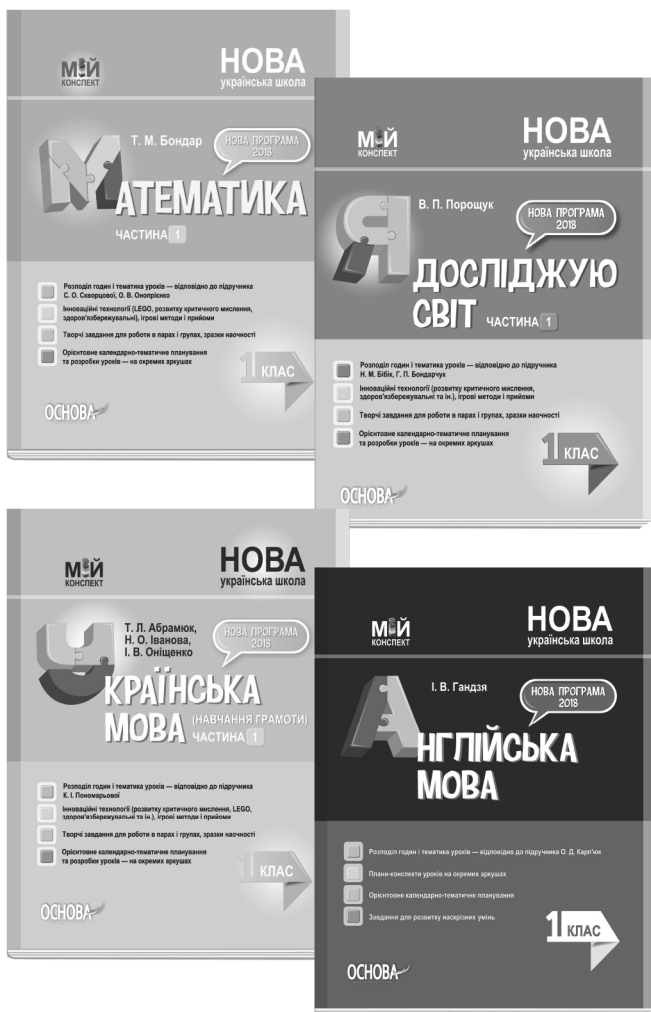 МІЙ
КОНСПЕКТ
НОВА
українська школа
Т. М. Бондар
НОВА ПРОГРАМА
2018
МАТЕМАТИКА
ЧАСТИНА 1
Розподіл годин і тематика уроків — відповідно до підручника
С. О. Скворцової, О. В. Онопрієнко
Інноваційні технології (LEGO, розвитку критичного мислення,
здоров'язбережувальні), ігрові методи і прийоми
Творчі завдання для роботи в парах і групах, зразки наочності
Орієнтовне календарно-тематичне планування
та розробки уроків — на окремих аркушах
1 КЛАС
ОСНОВА
МІЙ
КОНСПЕКТ
НОВА
українська школа
В. П. Порощук
НОВА ПРОГРАМА
2018
Я
ДОСЛІДЖУЮ
СВІТ ЧАСТИНА 1
Розподіл годин і тематика уроків — відповідно до підручника
Н. М. Бібік, Г. П. Бондарчук
Інноваційні технології (розвитку критичного мислення,
здоров'язбережувальні та ін.), ігрові методи і прийоми
Творчі завдання для роботи в парах і групах, зразки наочності
Орієнтовне календарно-тематичне планування
та розробки уроків — на окремих аркушах
1 КЛАС
ОСНОВА
МІЙ
КОНСПЕКТ
НОВА
українська школа
Т. Л. Абрамюк,
Н. О. Іванова,
І. В. Оніщенко
НОВА ПРОГРАМА
2018
УКРАЇНСЬКА
МОВА (НАВЧАННЯ ГРАМОТИ)
ЧАСТИНА 1
Розподіл годин і тематика уроків — відповідно до підручника
К. І. Пономарьової
Інноваційні технології (розвитку критичного мислення, LEGO,
здоров'язбережувальні та ін.), ігрові методи і прийоми
Творчі завдання для роботи в парах і групах, зразки наочності
Орієнтовне календарно-тематичне планування
та розробки уроків — на окремих аркушах
1 КЛАС
ОСНОВА
МІЙ
КОНСПЕКТ
НОВА
українська школа
І. В. Гандзя
НОВА ПРОГРАМА
2018
АНГЛІЙСЬКА
МОВА
Розподіл годин і тематика уроків — відповідно до підручника О. Д. Карп'юк
Плани-конспекти уроків на окремих аркушах
Орієнтовне календарно-тематичне планування
Завдання для розвитку наскрізних умінь
1 КЛАС
ОСНОВА